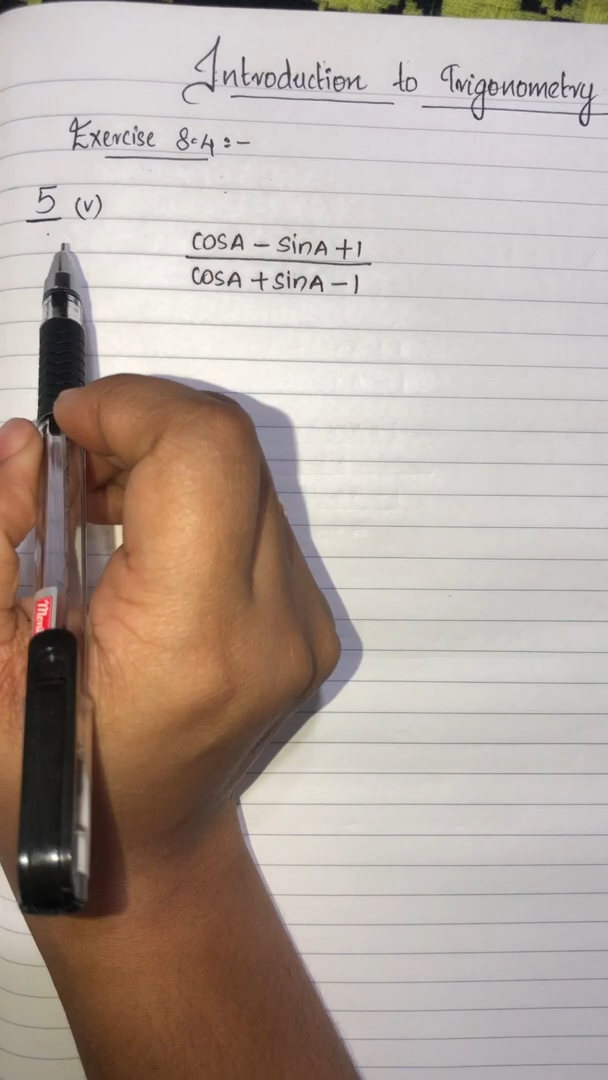 Introduction to Trigonometry
Exercise 8.4 :-
5 (v)
cosA - sinA + 1
cosA + sinA - 1